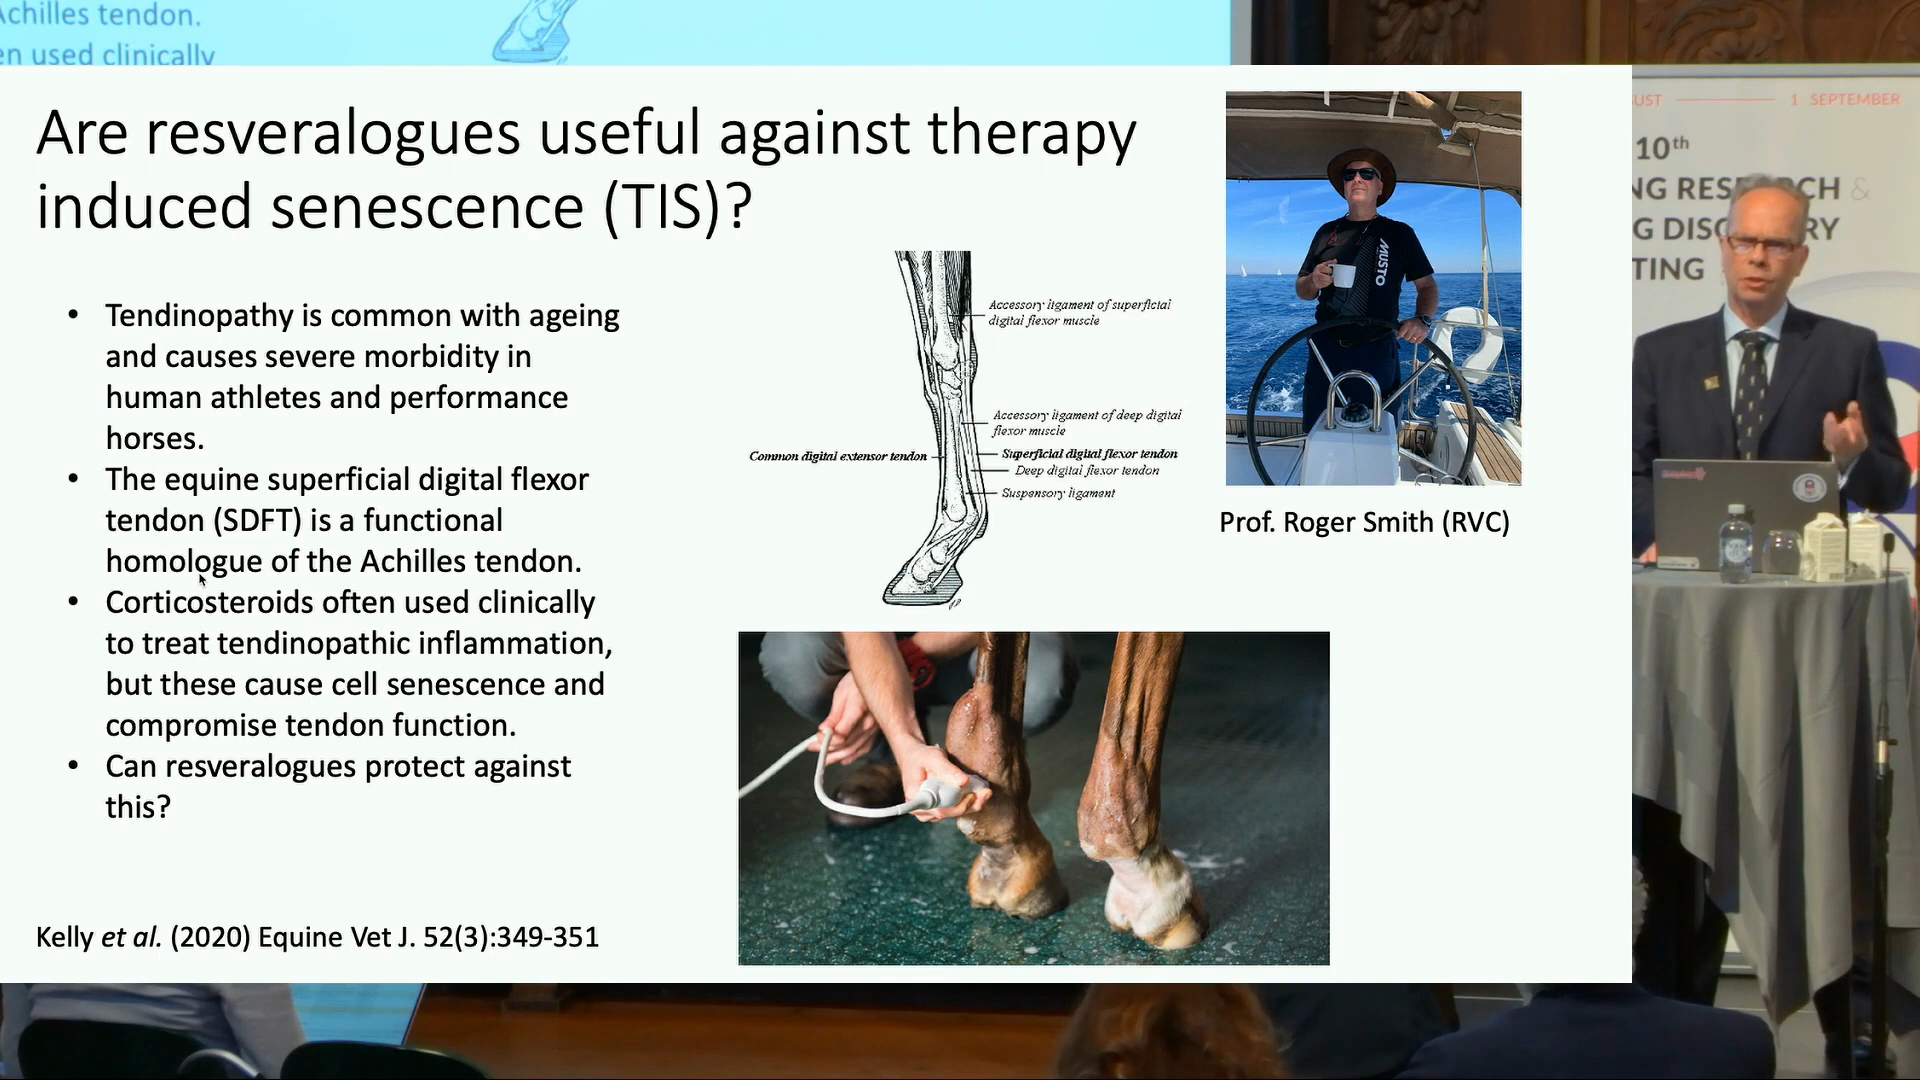 Achilles tendon.
en used clinically
Are resveralogues useful against therapy
induced senescence (TIS)?
• Tendinopathy is common with ageing
and causes severe morbidity in
human athletes and performance
horses.
• The equine superficial digital flexor
tendon (SDFT) is a functional
homologue of the Achilles tendon.
• Corticosteroids often used clinically
to treat tendinopathic inflammation,
but these cause cell senescence and
compromise tendon function.
• Can resveralogues protect against
this?
Kelly et al. (2020) Equine Vet J. 52(3):349-351
Accessory ligament of superficial
digital flexor muscle
Accessory ligament of deep digital
flexor muscle
Common digital extensor tendon
Superficial digital flexor tendon
Deep digital flexor tendon
Suspensory ligament
MUSTO
Prof. Roger Smith (RVC)
UST 1 SEPTEMBER
10th
NG RESEARCH &
G DISCOVERY
TING